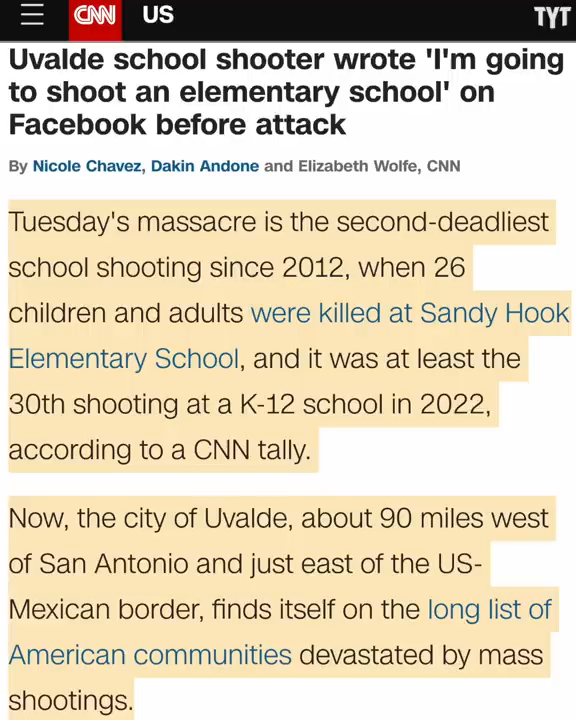 CNN US TYT
Uvalde school shooter wrote 'I'm going
to shoot an elementary school' on
Facebook before attack
By Nicole Chavez, Dakin Andone and Elizabeth Wolfe, CNN
Tuesday's massacre is the second-deadliest
school shooting since 2012, when 26
children and adults were killed at Sandy Hook
Elementary School, and it was at least the
30th shooting at a K-12 school in 2022,
according to a CNN tally.
Now, the city of Uvalde, about 90 miles west
of San Antonio and just east of the US-
Mexican border, finds itself on the long list of
American communities devastated by mass
shootings.